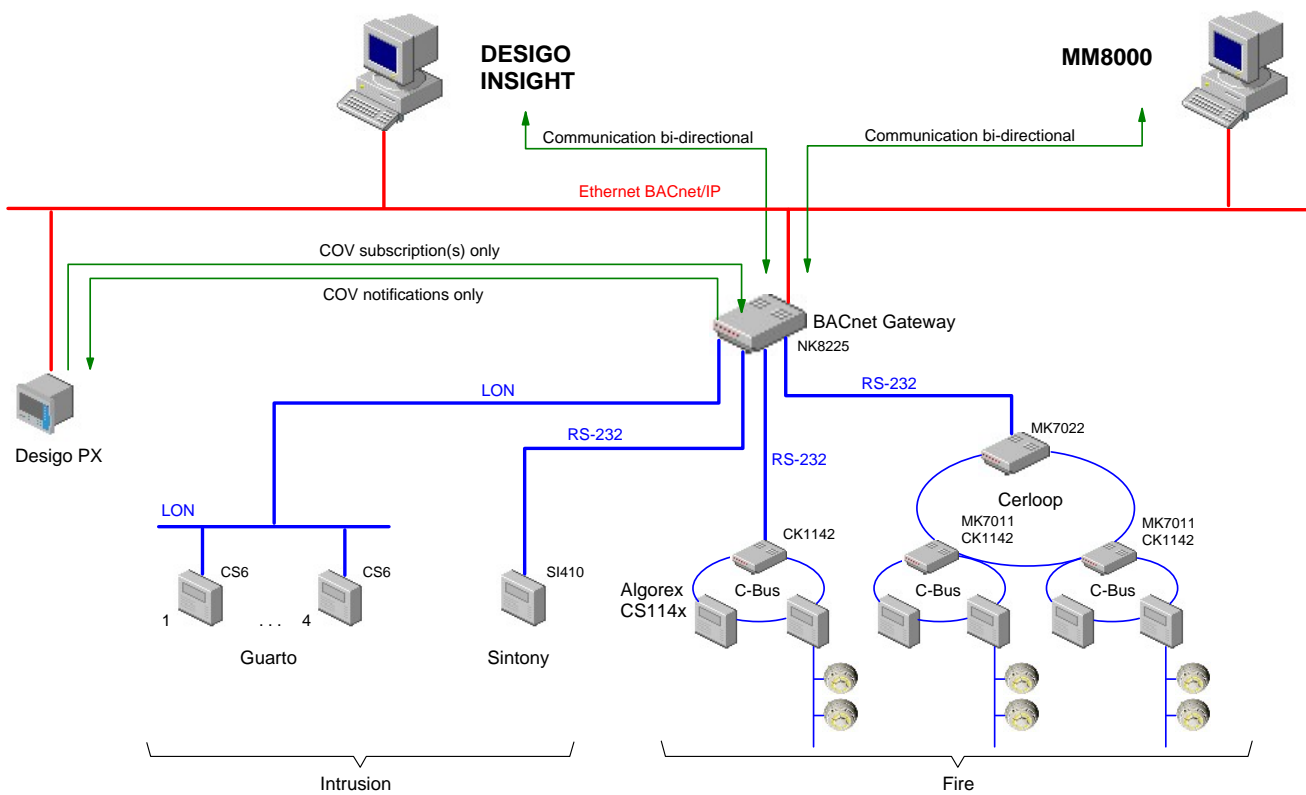 DESIGO
INSIGHT
MM8000
Communication bi-directional
Communication bi-directional
Ethernet BACnet/IP
COV subscription(s) only
COV notifications only
BACnet Gateway
NK8225
LON
RS-232
RS-232
RS-232
Desigo PX
MK7022
Cerloop
LON
CS6
CS6
SI410
CK1142
MK7011
CK1142
MK7011
CK1142
Algorex
CS114x
C-Bus
C-Bus
C-Bus
1 . . . 4
Guarto
Sintony
Intrusion
Fire